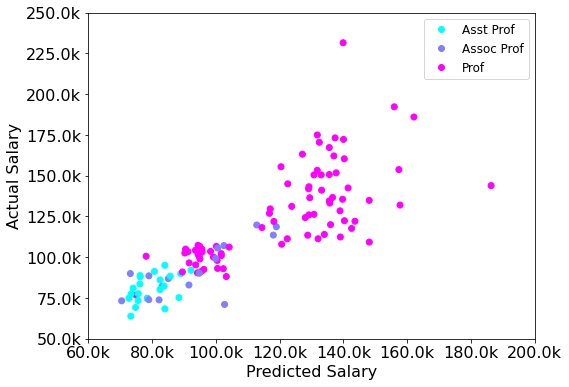 250.0k
225.0k
200.0k
175.0k
150.0k
125.0k
100.0k
75.0k
50.0k
Actual Salary
Asst Prof
Assoc Prof
Prof
60.0k 80.0k 100.0k 120.0k 140.0k 160.0k 180.0k 200.0k
Predicted Salary